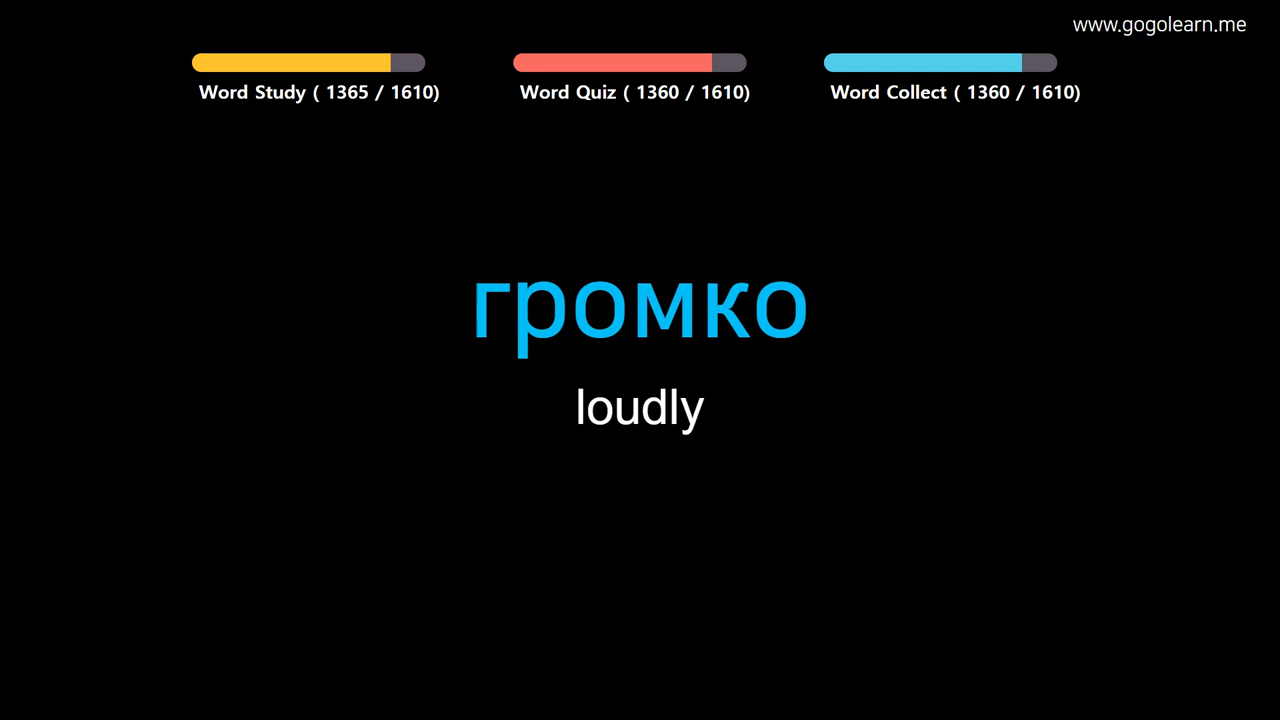 www.gogolearn.me
Word Study ( 1365 / 1610)
Word Quiz ( 1360 / 1610)
Word Collect ( 1360 / 1610)
громко
loudly